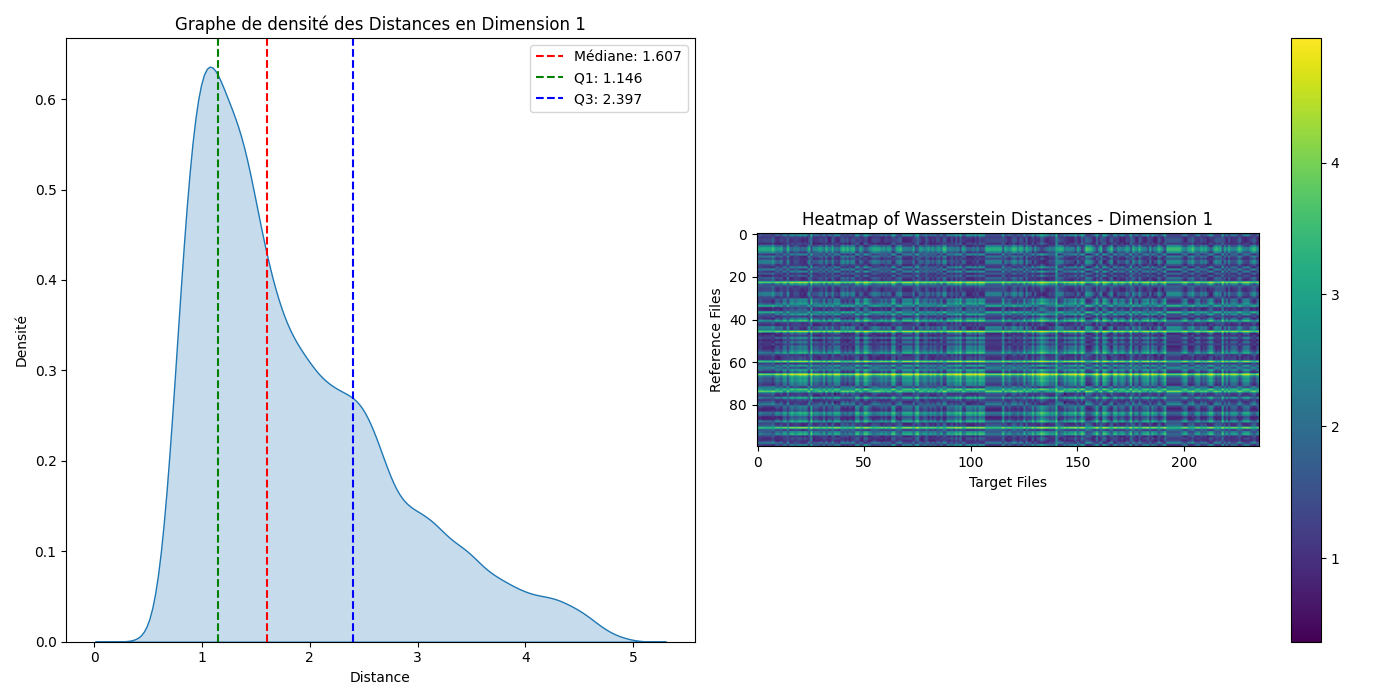 Graphe de densité des Distances en Dimension 1
Médiane: 1.607
Q1: 1.146
Q3: 2.397
Densité
0.6
0.5
0.4
0.3
0.2
0.1
0.0
0 1 2 3 4 5
Distance
Heatmap of Wasserstein Distances - Dimension 1
Reference Files
0
20
40
60
80
0 50 100 150 200
Target Files
4
3
2
1